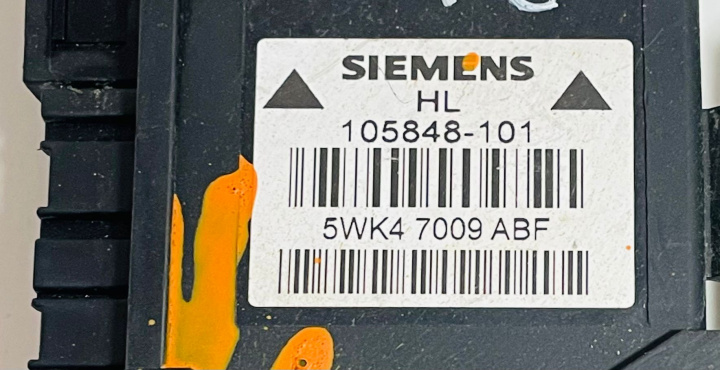 SIEMENS
HL
105848-101
5WK4 7009 ABF